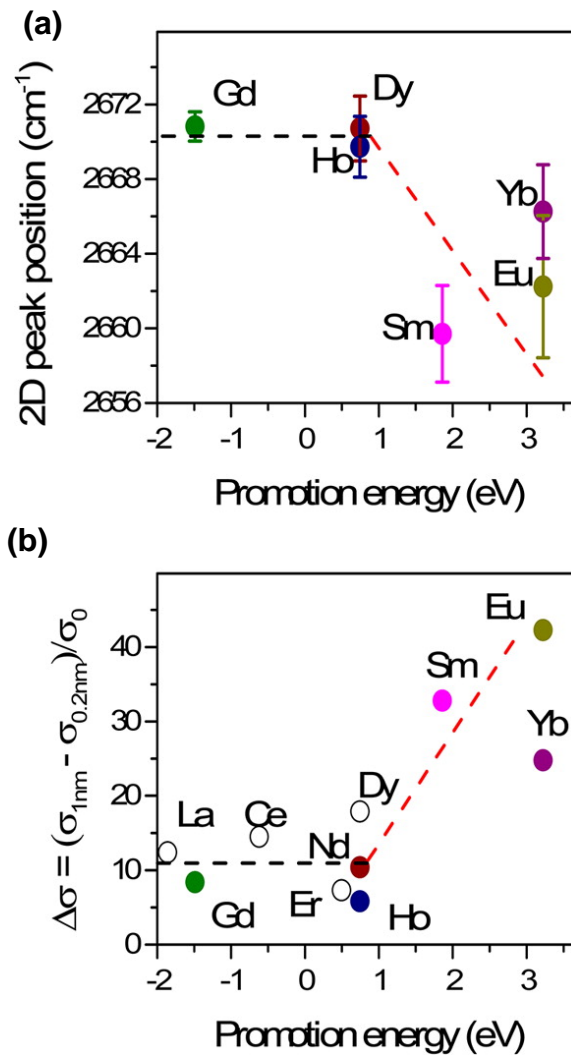 (a)
2D peak position (cm-1)
2672
2668
2664
2660
2656
Gd
Dy
Ho
Yb
Eu
Sm
-2 -1 0 1 2 3
Promotion energy (eV)
(b)
Δσ = (σ1nm - σ0.2nm)/σ0
40
30
20
10
0
Eu
Sm
Yb
Dy
La Ce
Nd
Gd
Er
Ho
-2 -1 0 1 2 3
Promotion energy (eV)